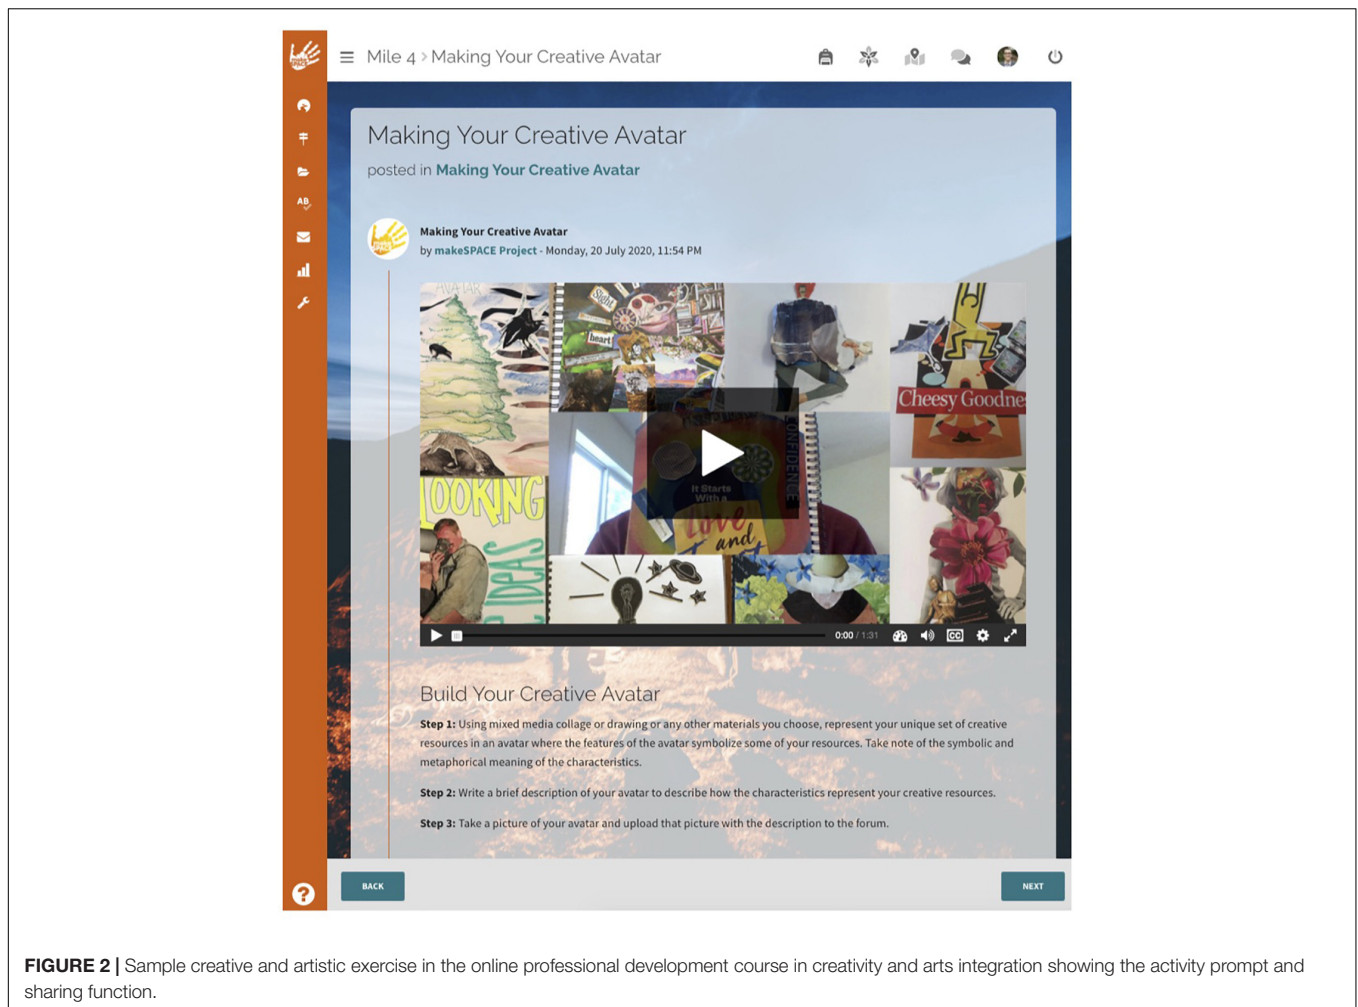 Mile 4 > Making Your Creative Avatar
Making Your Creative Avatar
posted in Making Your Creative Avatar
Making Your Creative Avatar
by makeSPACE Project - Monday, 20 July 2020, 11:54 PM
AB
AVATAR
Sight
heart
Cheesy Goodne
CONFIDENCE
It Starts
With a
Love
and
LOOKING
IDEAS
0:00 / 1:31
CC
Build Your Creative Avatar
Step 1: Using mixed media collage or drawing or any other materials you choose, represent your unique set of creative
resources in an avatar where the features of the avatar symbolize some of your resources. Take note of the symbolic and
metaphorical meaning of the characteristics.
Step 2: Write a brief description of your avatar to describe how the characteristics represent your creative resources.
Step 3: Take a picture of your avatar and upload that picture with the description to the forum.
?
BACK
NEXT
FIGURE 2 | Sample creative and artistic exercise in the online professional development course in creativity and arts integration showing the activity prompt and
sharing function.